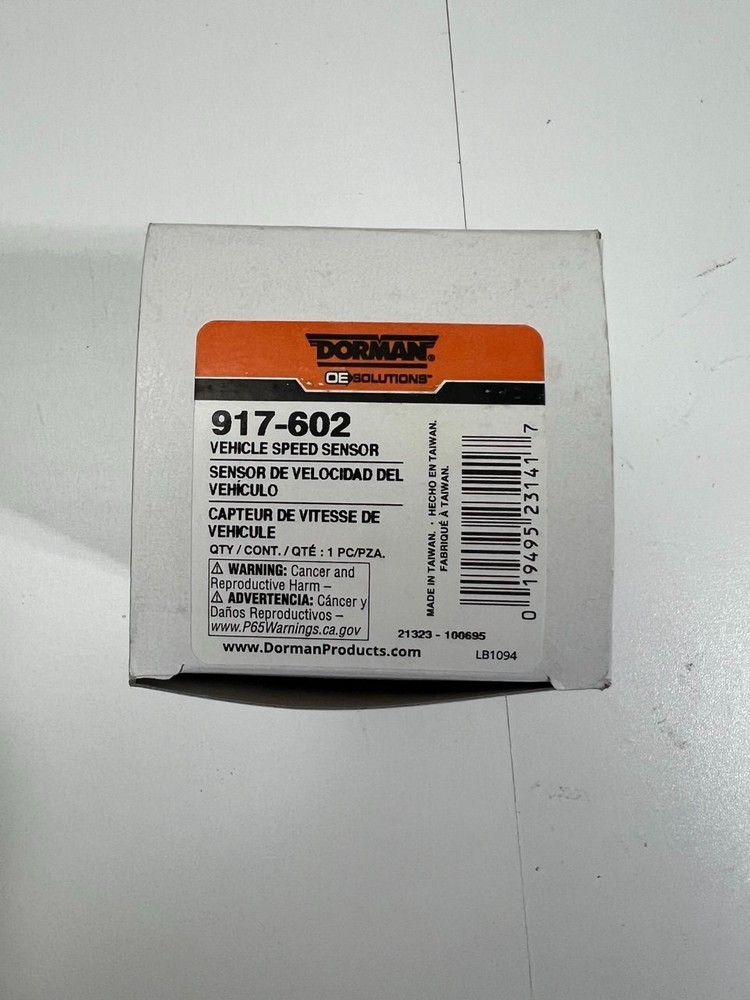 DORMAN®
OE SOLUTIONS™
917-602
VEHICLE SPEED SENSOR
SENSOR DE VELOCIDAD DEL
VEHÍCULO
CAPTEUR DE VITESSE DE
VEHICULE
QTY / CONT. / QTÉ : 1 PC/PZA.
⚠ WARNING: Cancer and
Reproductive Harm –
⚠ ADVERTENCIA: Cáncer y
Daños Reproductivos –
www.P65Warnings.ca.gov
www.DormanProducts.com
MADE IN TAIWAN. · HECHO EN TAIWAN.
FABRIQUÉ À TAIWAN.
0 19495 23141 7
21323 - 100695
LB1094